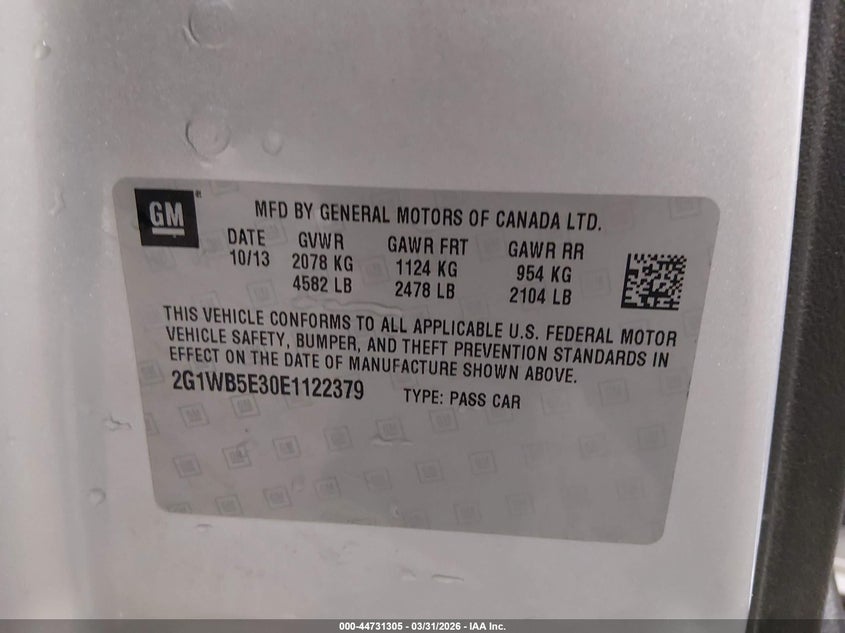 GM
MFD BY GENERAL MOTORS OF CANADA LTD.
DATE GVWR GAWR FRT GAWR RR
10/13 2078 KG 1124 KG 954 KG
4582 LB 2478 LB 2104 LB
THIS VEHICLE CONFORMS TO ALL APPLICABLE U.S. FEDERAL MOTOR
VEHICLE SAFETY, BUMPER, AND THEFT PREVENTION STANDARDS IN
EFFECT ON THE DATE OF MANUFACTURE SHOWN ABOVE.
2G1WB5E30E1122379 TYPE: PASS CAR
000-44731305 - 03/31/2026 - IAA Inc.